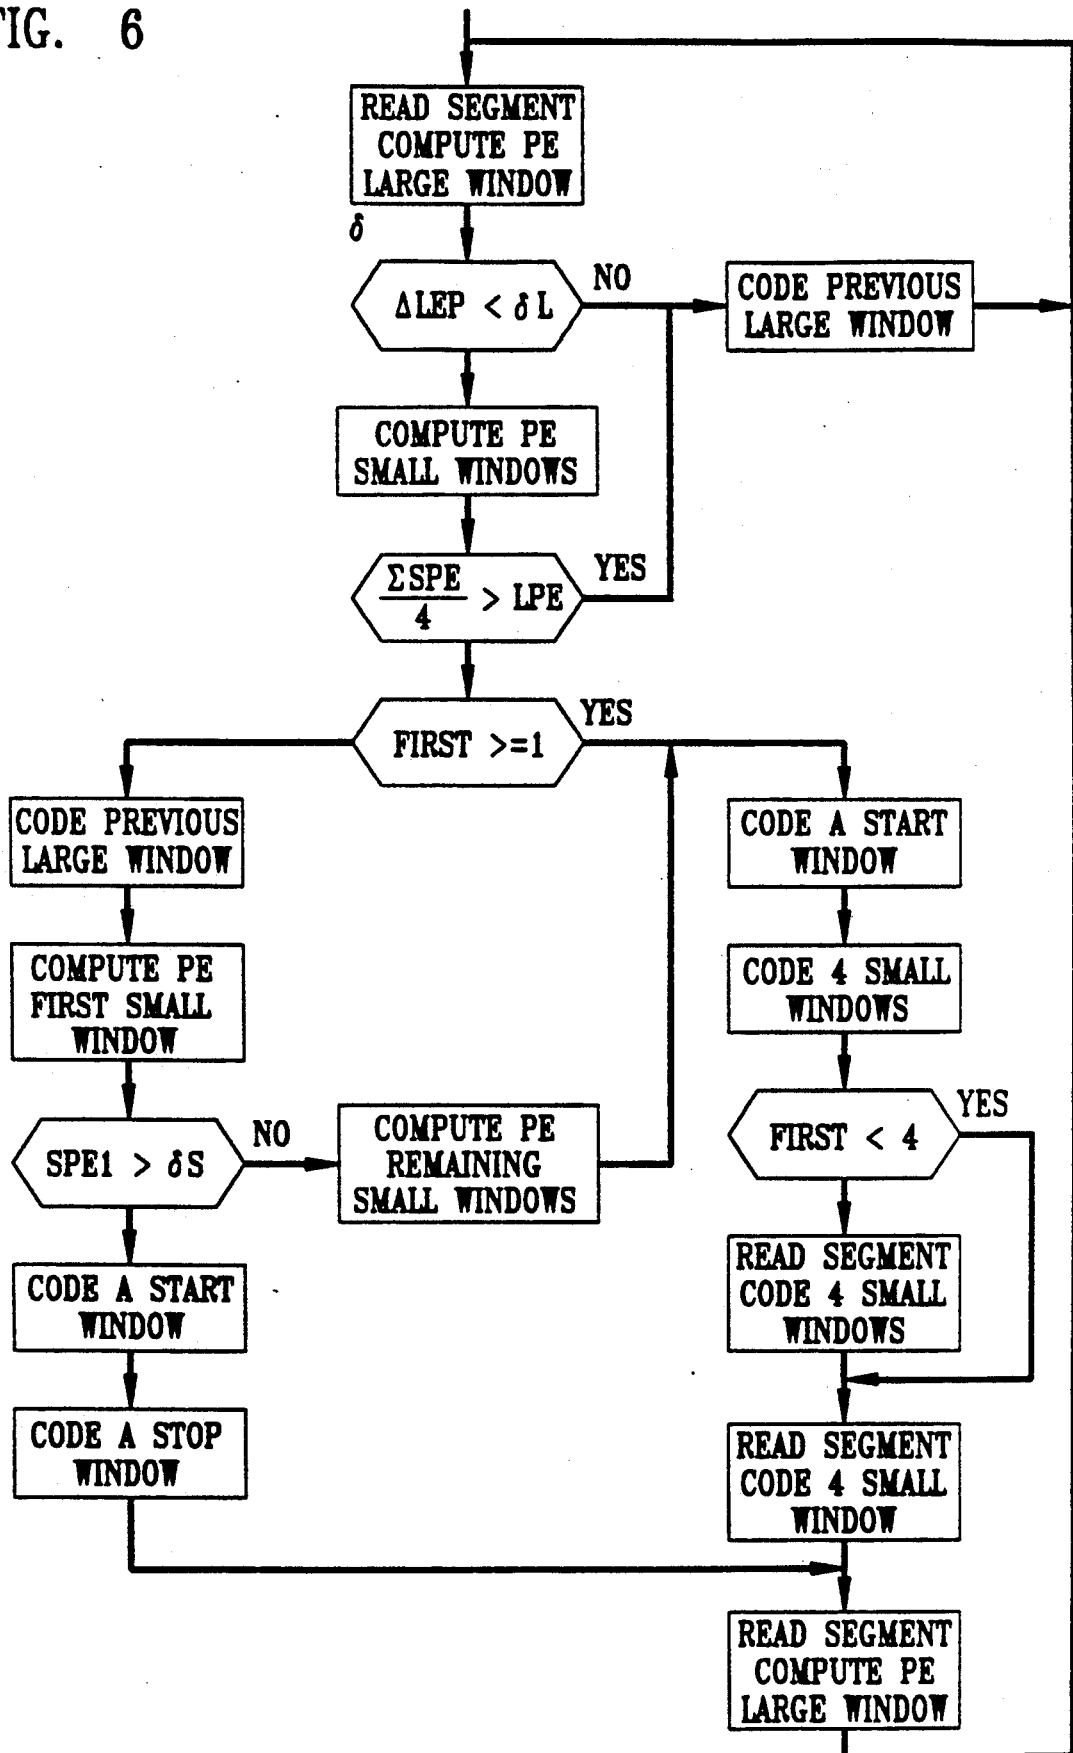 FIG. 6
READ SEGMENT
COMPUTE PE
LARGE WINDOW
δ
ΔLEP < δL
NO
CODE PREVIOUS
LARGE WINDOW
COMPUTE PE
SMALL WINDOWS
ΣSPE
4
> LPE
YES
FIRST >=1
YES
CODE PREVIOUS
LARGE WINDOW
COMPUTE PE
FIRST SMALL
WINDOW
SPE1 > δS
NO
COMPUTE PE
REMAINING
SMALL WINDOWS
CODE A START
WINDOW
CODE A STOP
WINDOW
CODE A START
WINDOW
CODE 4 SMALL
WINDOWS
FIRST < 4
YES
READ SEGMENT
CODE 4 SMALL
WINDOWS
READ SEGMENT
CODE 4 SMALL
WINDOW
READ SEGMENT
COMPUTE PE
LARGE WINDOW